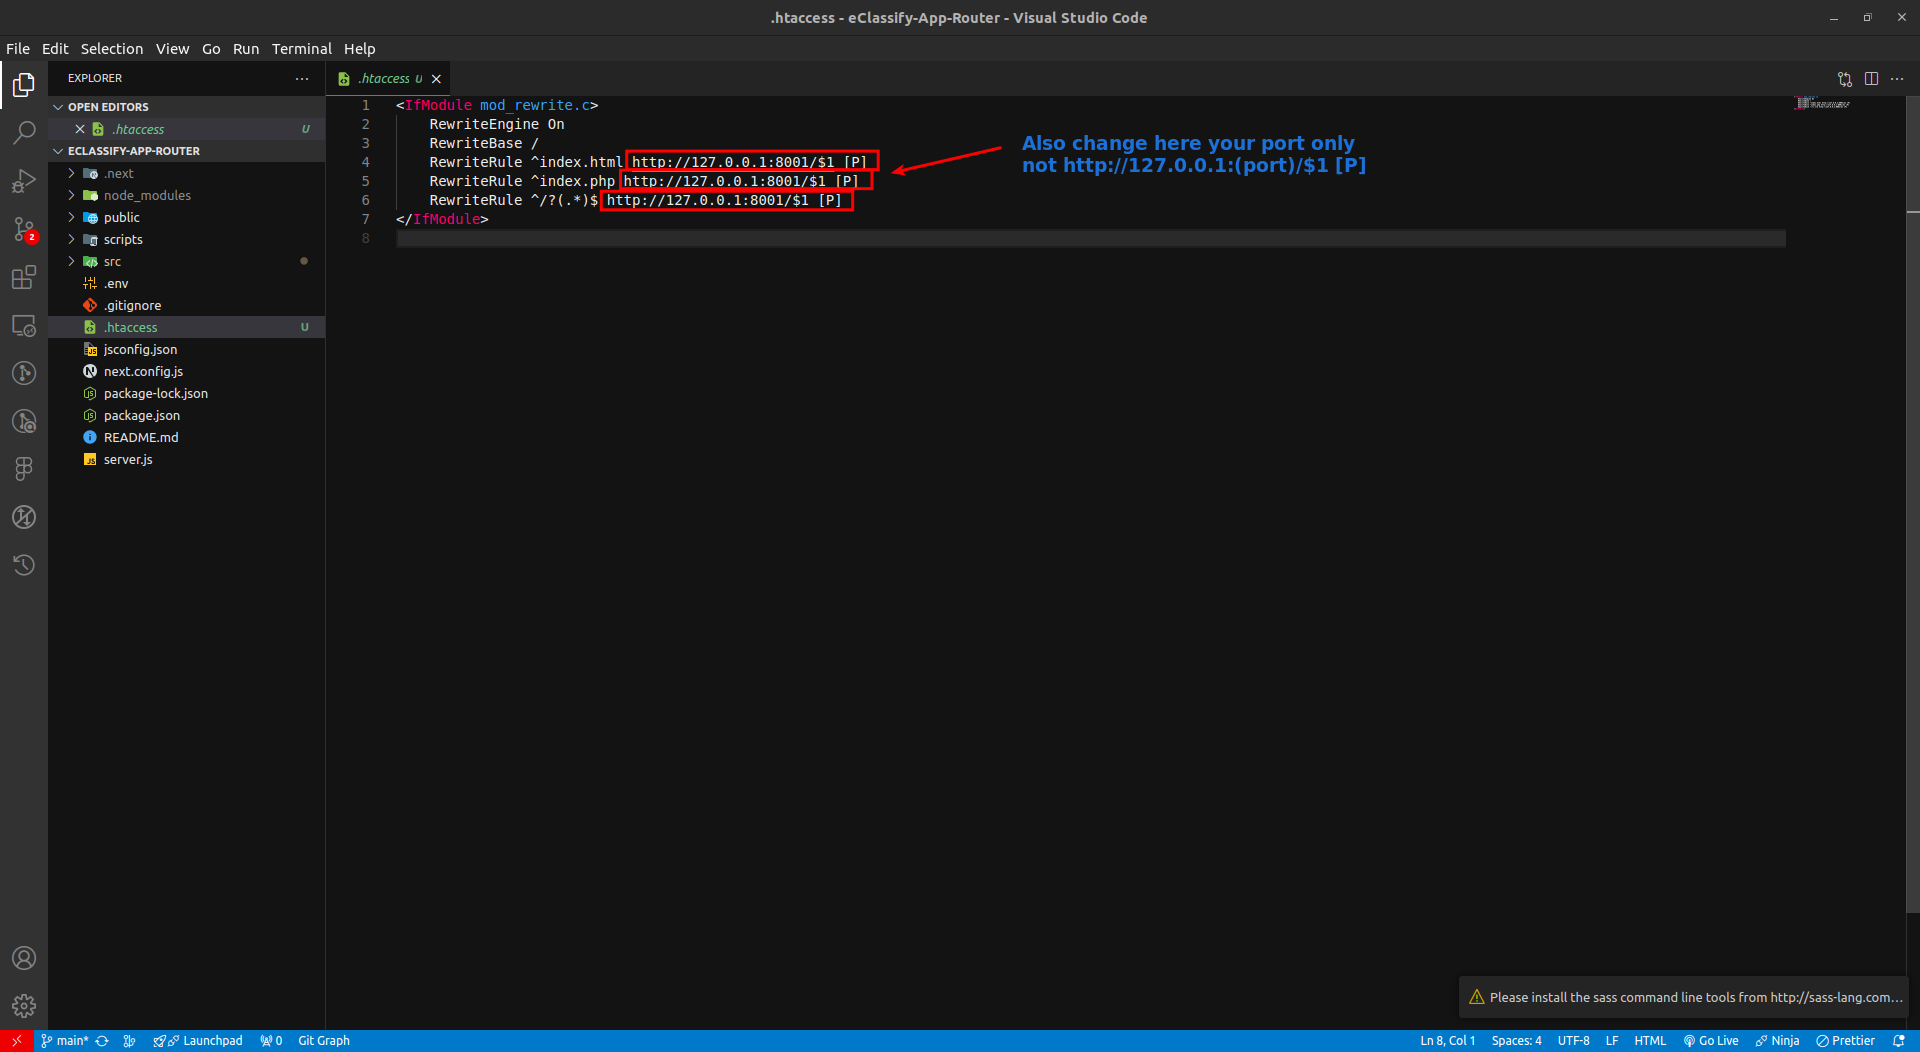 .htaccess - eClassify-App-Router - Visual Studio Code
File Edit Selection View Go Run Terminal Help
EXPLORER
.htaccess U
OPEN EDITORS
.htaccess U
ECLASSIFY-APP-ROUTER
.next
node_modules
public
scripts
src
.env
.gitignore
.htaccess U
jsconfig.json
next.config.js
package-lock.json
package.json
README.md
server.js
2
1 <IfModule mod_rewrite.c>
2 RewriteEngine On
3 RewriteBase /
4 RewriteRule ^index.html http://127.0.0.1:8001/$1 [P]
5 RewriteRule ^index.php http://127.0.0.1:8001/$1 [P]
6 RewriteRule ^/?(.*)$ http://127.0.0.1:8001/$1 [P]
7 </IfModule>
8
Also change here your port only
not http://127.0.0.1:(port)/$1 [P]
Please install the sass command line tools from http://sass-lang.com...
main* Launchpad 0 Git Graph Ln 8, Col 1 Spaces: 4 UTF-8 LF HTML Go Live Ninja Prettier